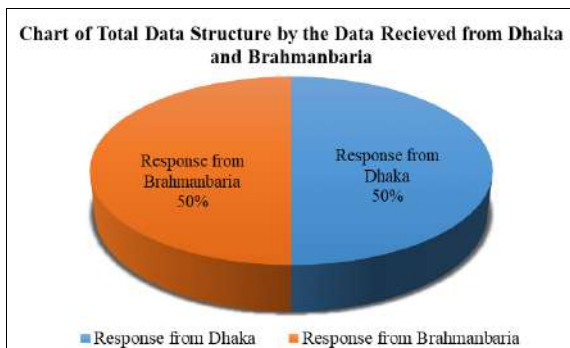 Chart of Total Data Structure by the Data Recieved from Dhaka
and Brahmanbaria
Response from
Brahmanbaria
50%
Response from
Dhaka
50%
Response from Dhaka
Response from Brahmanbaria